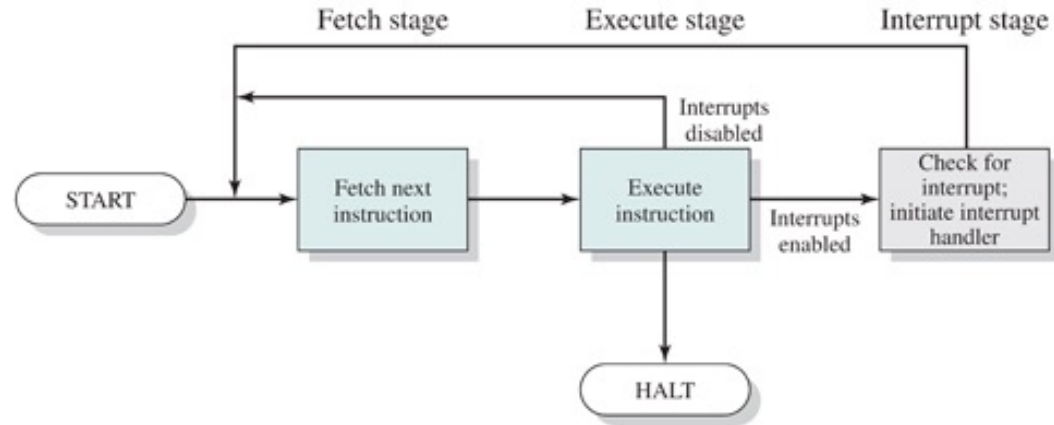 Fetch stage
Execute stage
Interrupt stage
Interrupts
disabled
START
Fetch next
instruction
Execute
instruction
Interrupts
enabled
Check for
interrupt;
initiate interrupt
handler
HALT